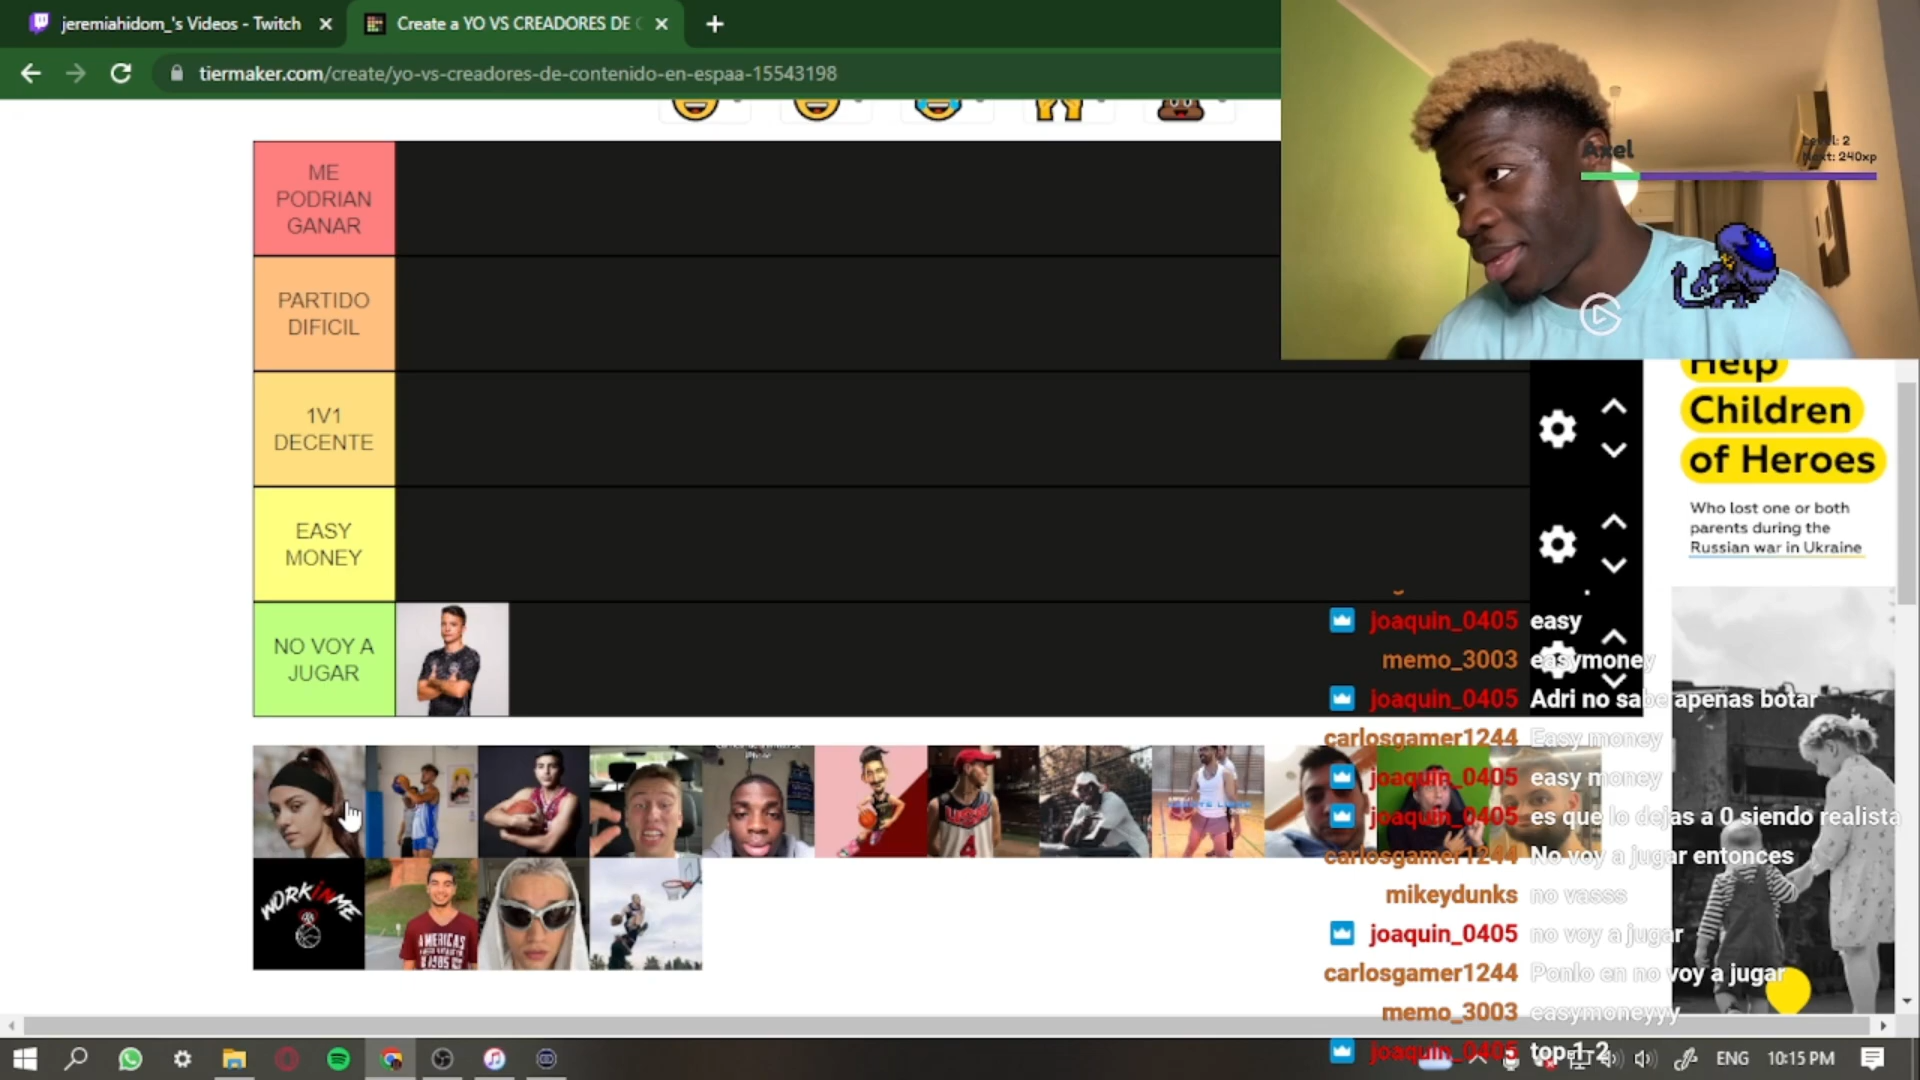 jeremiahidom_'s Videos - Twitch
Create a YO VS CREADORES DE
tiermaker.com/create/yo-vs-creadores-de-contenido-en-espaa-15543198
Axel
Level: 2
Next: 240xp
ME
PODRIAN
GANAR
PARTIDO
DIFICIL
1V1
DECENTE
EASY
MONEY
NO VOY A
JUGAR
Help
Children
of Heroes
Who lost one or both
parents during the
Russian war in Ukraine
joaquin_0405 easy
memo_3003 easymoney
joaquin_0405 Adri no sabe apenas botar
carlosgamer1244 Easy money
joaquin_0405 easy money
joaquin_0405 es que lo dejas a 0 siendo realista
carlosgamer1244 No voy a jugar entonces
mikeydunks no vasss
joaquin_0405 no voy a jugar
carlosgamer1244 Ponlo en no voy a jugar
memo_3003 easymoneyyy
joaquin_0405 top 1-2
WORK IN ME
AMERICAS
1985
USA
4
ENG 10:15 PM